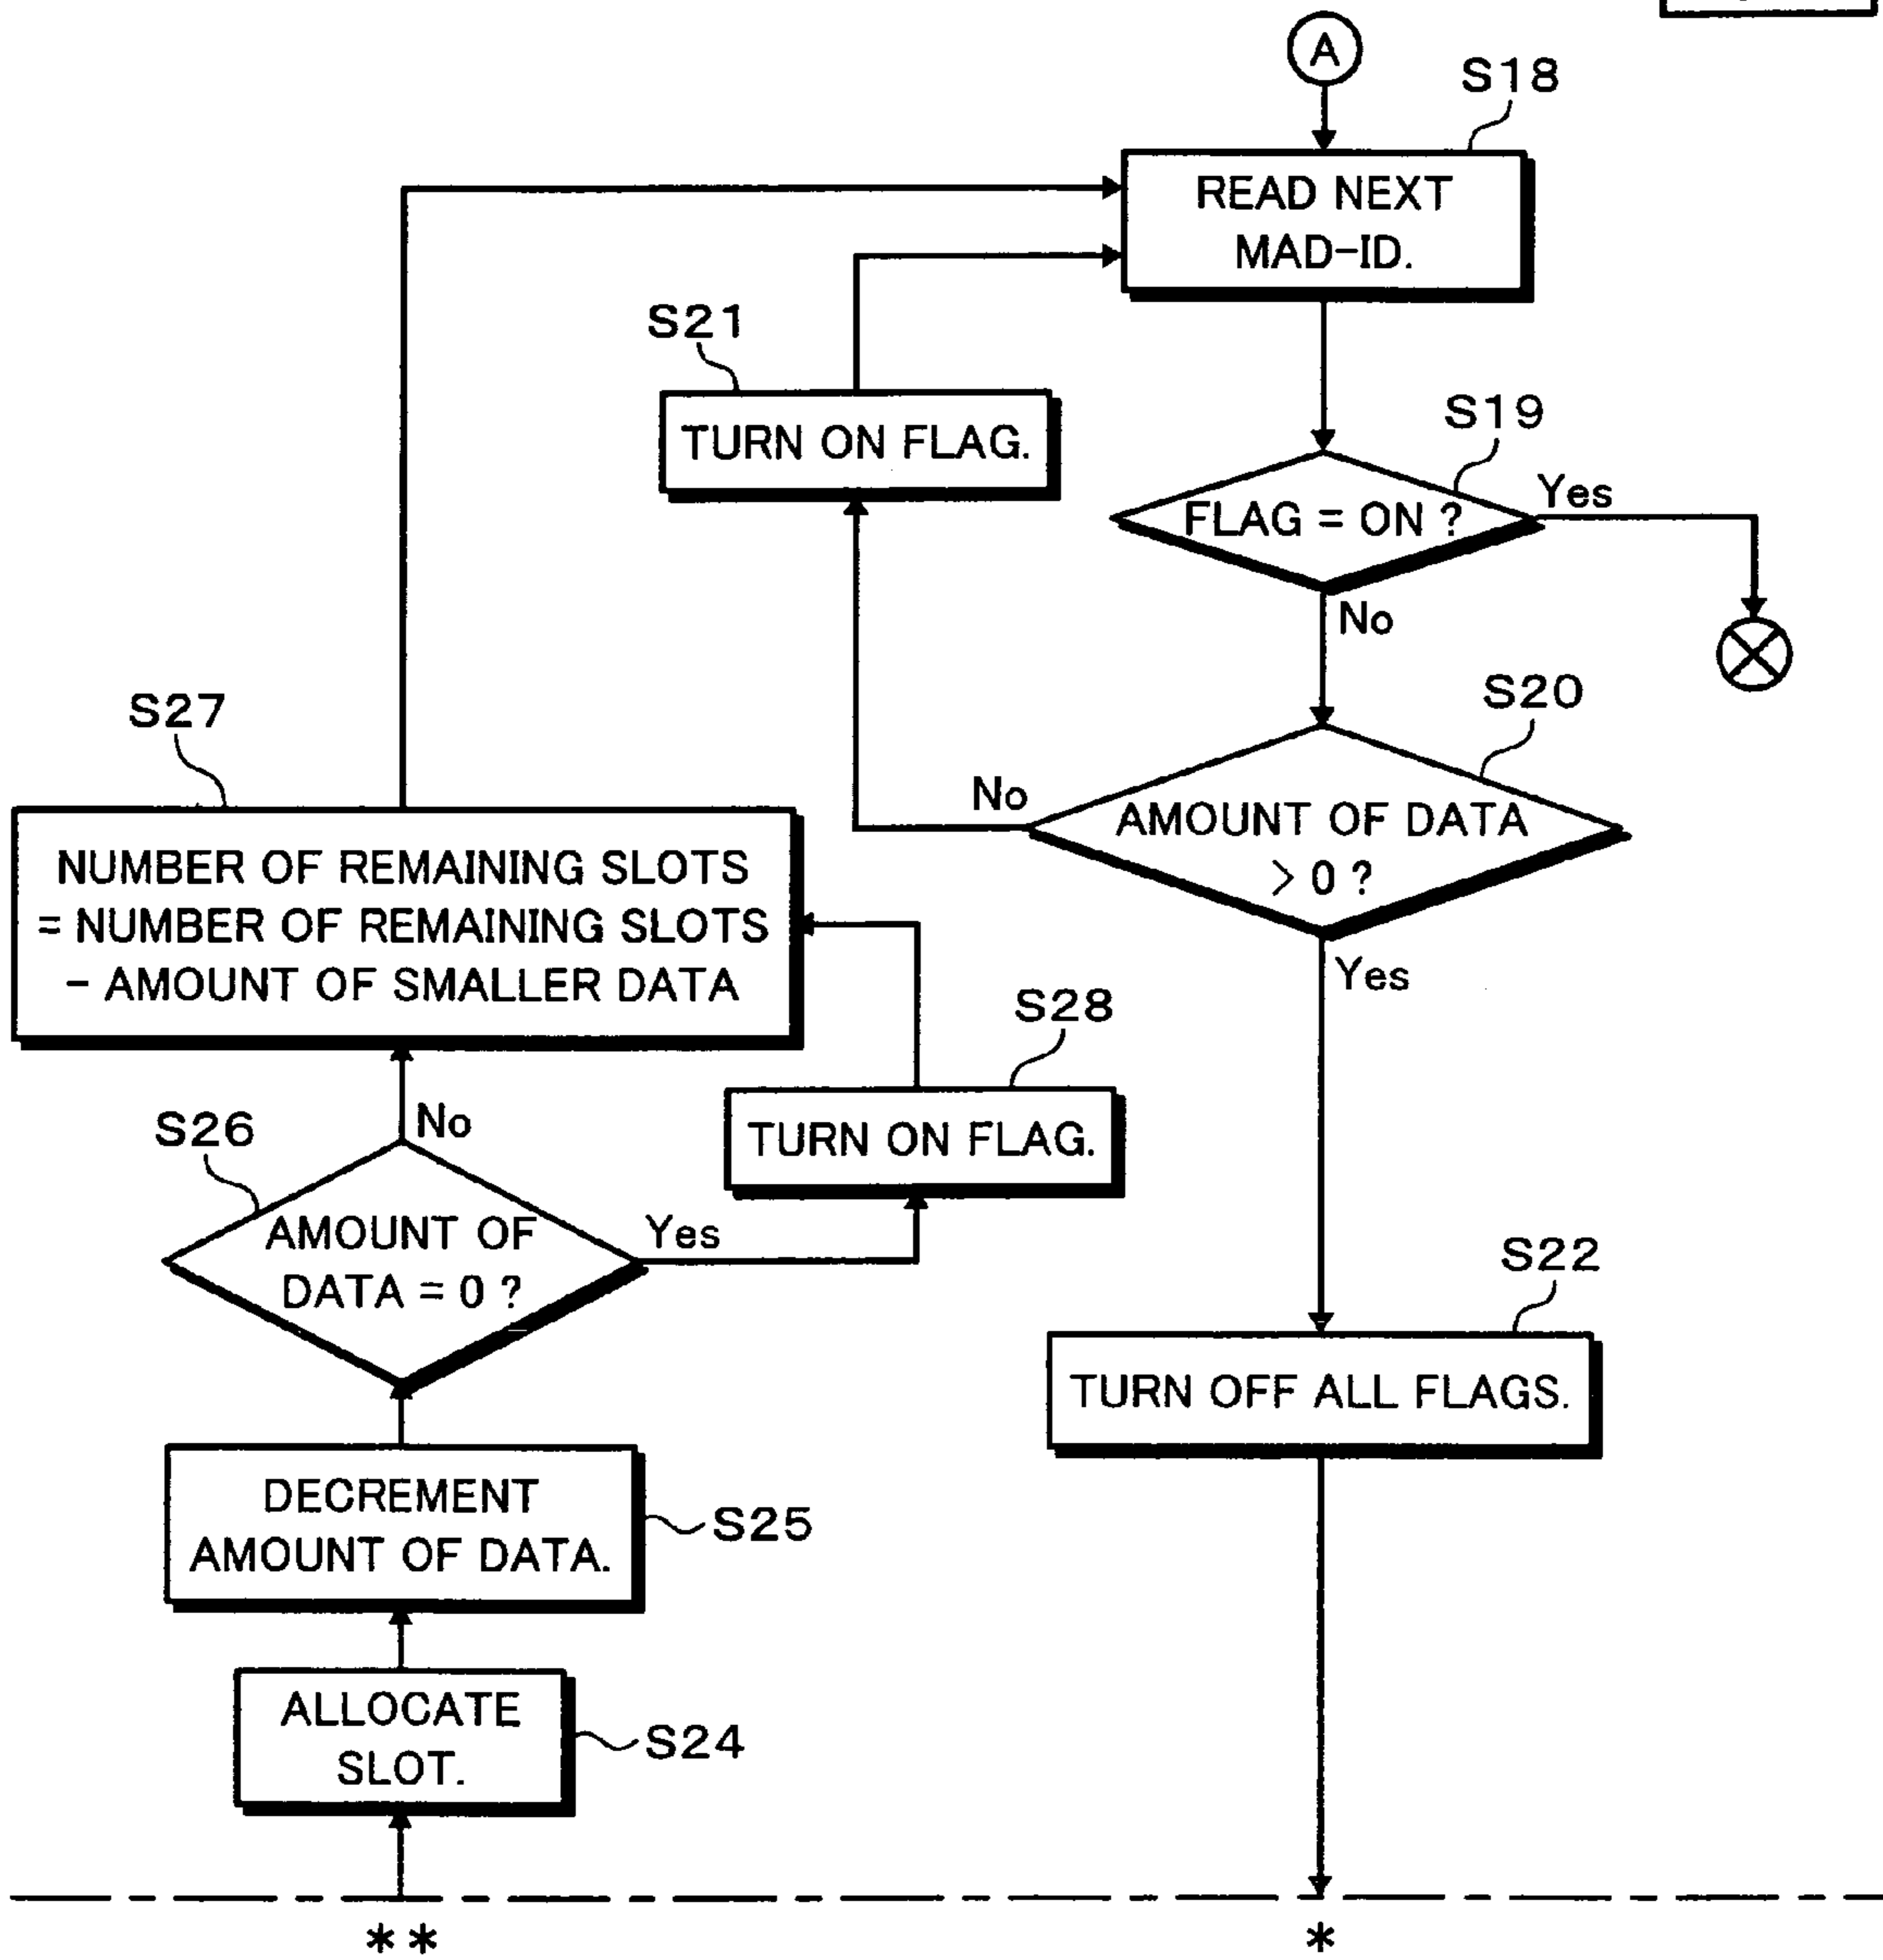 A
S18
READ NEXT
MAD-ID.
S21
TURN ON FLAG.
S19
FLAG = ON ?
Yes
No
S20
AMOUNT OF DATA
> 0 ?
No
Yes
S27
NUMBER OF REMAINING SLOTS
= NUMBER OF REMAINING SLOTS
- AMOUNT OF SMALLER DATA
S28
TURN ON FLAG.
S26
No
AMOUNT OF
DATA = 0 ?
Yes
S22
TURN OFF ALL FLAGS.
DECREMENT
AMOUNT OF DATA.
S25
ALLOCATE
SLOT.
S24
**
*